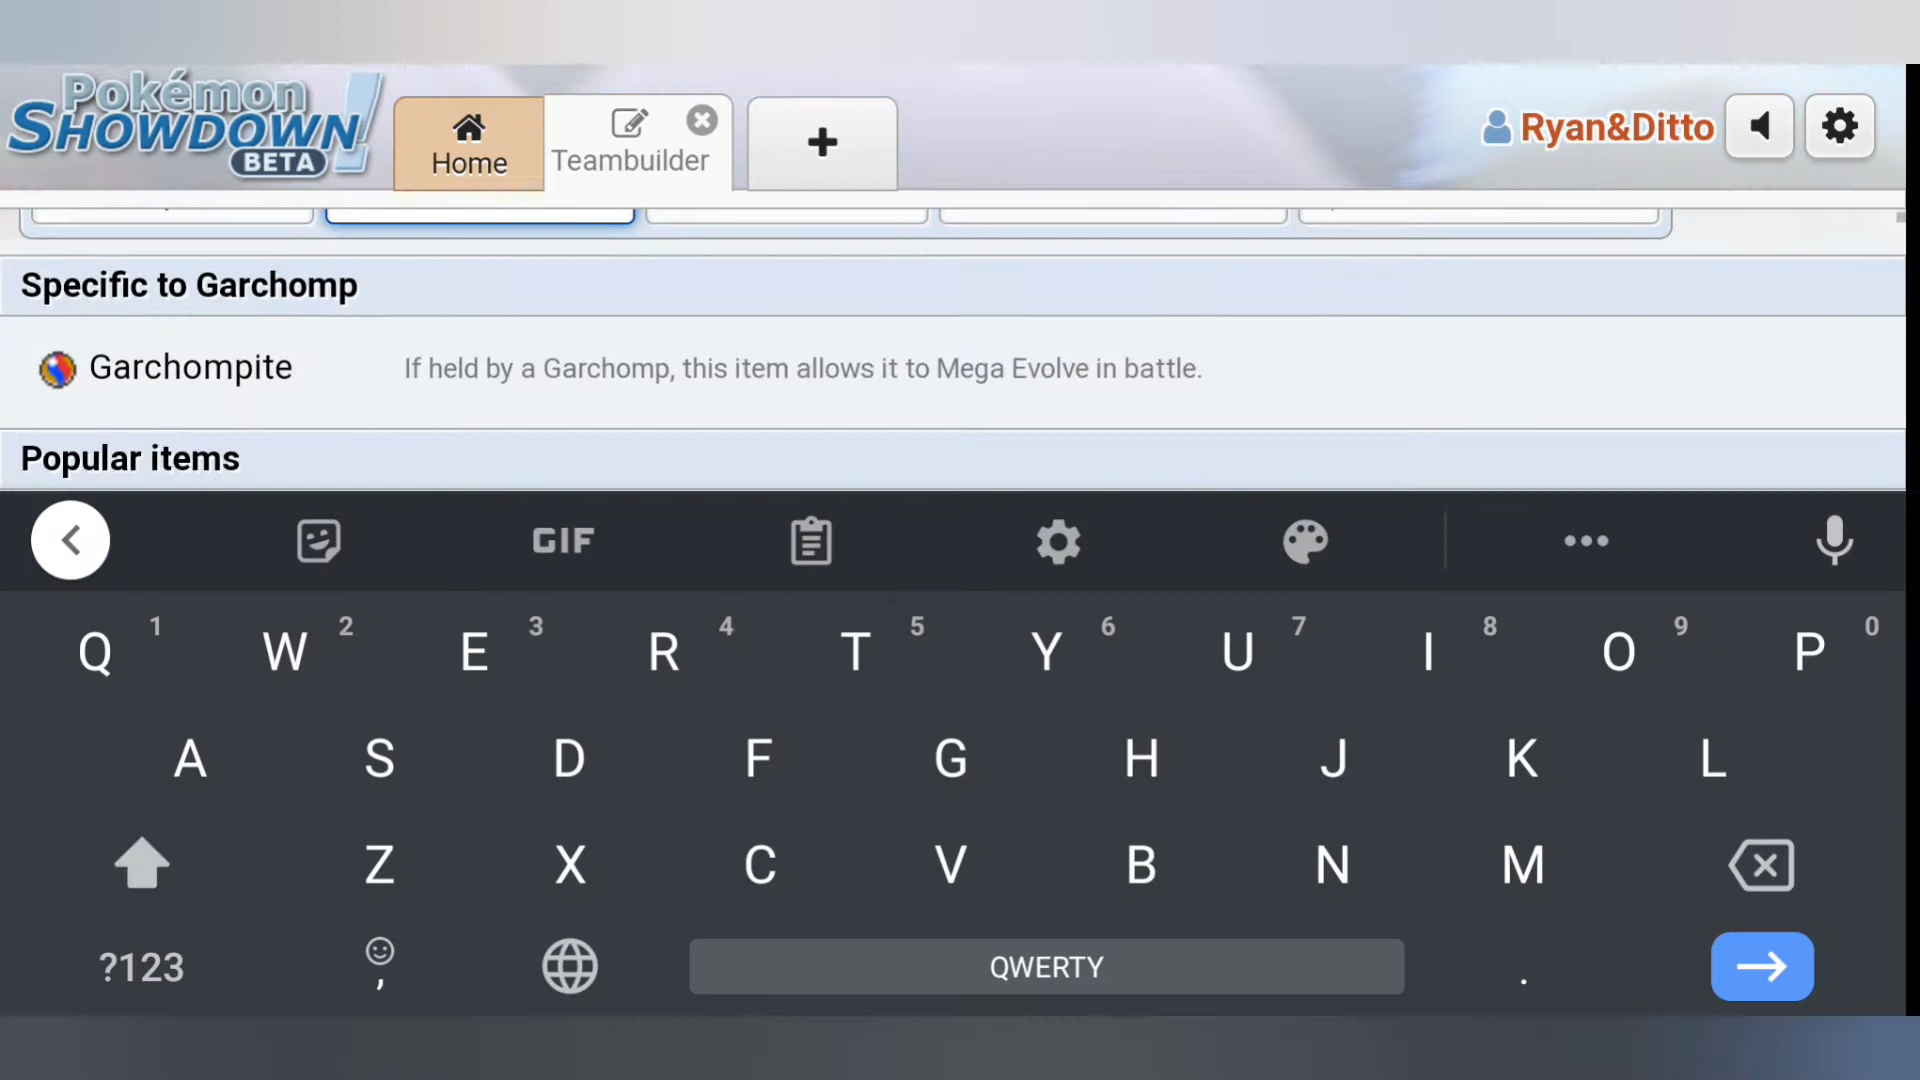 Pokémon
SHOWDOWN!
BETA
Home
Teambuilder
+
Ryan&Ditto
Specific to Garchomp
Garchompite If held by a Garchomp, this item allows it to Mega Evolve in battle.
Popular items
GIF
Q 1 W 2 E 3 R 4 T 5 Y 6 U 7 I 8 O 9 P 0
A S D F G H J K L
Z X C V B N M
?123 , QWERTY .